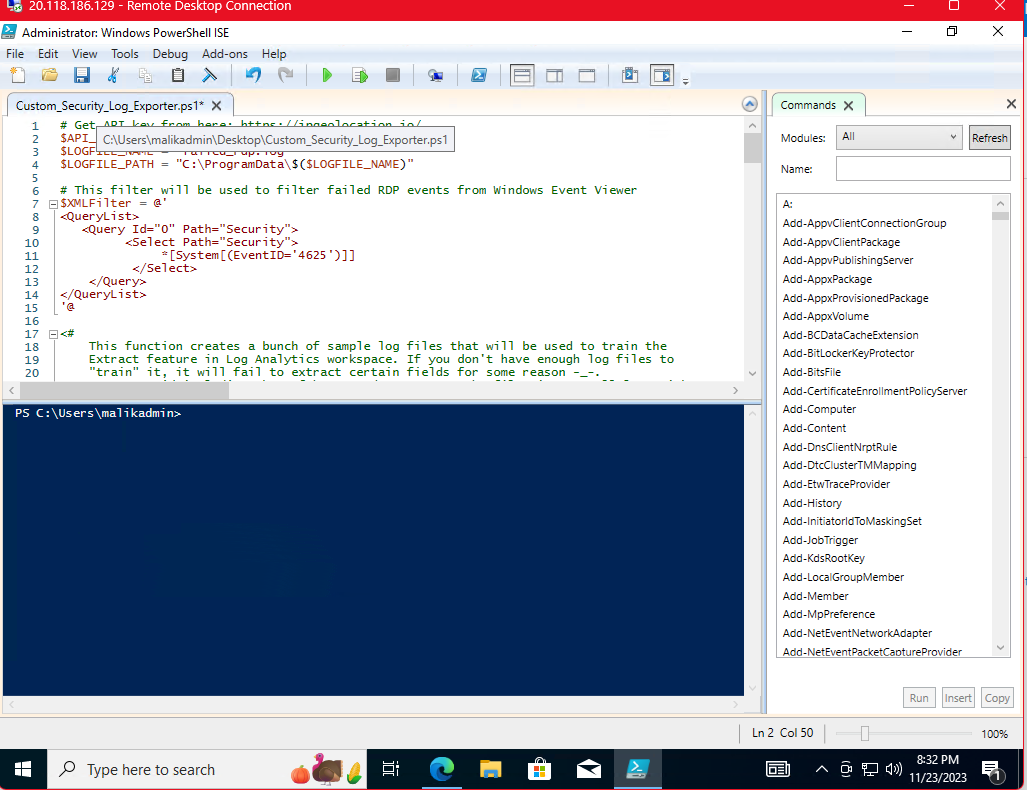 20.118.186.129 - Remote Desktop Connection
Administrator: Windows PowerShell ISE
File Edit View Tools Debug Add-ons Help
Custom_Security_Log_Exporter.ps1*
1 # Get API key from here: https://ipgeolocation.io/
2 $API_
C:\Users\malikadmin\Desktop\Custom_Security_Log_Exporter.ps1
3 $LOGFILE_NAME = "failed_rdp.log"
4 $LOGFILE_PATH = "C:\ProgramData\$($LOGFILE_NAME)"
5
6 # This filter will be used to filter failed RDP events from Windows Event Viewer
7 $XMLFilter = @'
8 <QueryList>
9 <Query Id="0" Path="Security">
10 <Select Path="Security">
11 *[System[(EventID='4625')]]
12 </Select>
13 </Query>
14 </QueryList>
15 '@
16
17 <#
18 This function creates a bunch of sample log files that will be used to train the
19 Extract feature in Log Analytics workspace. If you don't have enough log files to
20 "train" it, it will fail to extract certain fields for some reason -_-.
PS C:\Users\malikadmin>
Commands
Modules: All Refresh
Name:
A:
Add-AppvClientConnectionGroup
Add-AppvClientPackage
Add-AppvPublishingServer
Add-AppxPackage
Add-AppxProvisionedPackage
Add-AppxVolume
Add-BCDataCacheExtension
Add-BitLockerKeyProtector
Add-BitsFile
Add-CertificateEnrollmentPolicyServer
Add-Computer
Add-Content
Add-DnsClientNrptRule
Add-DtcClusterTMMapping
Add-EtwTraceProvider
Add-History
Add-InitiatorIdToMaskingSet
Add-JobTrigger
Add-KdsRootKey
Add-LocalGroupMember
Add-Member
Add-MpPreference
Add-NetEventNetworkAdapter
Add-NetEventPacketCaptureProvider
Run Insert Copy
Ln 2 Col 50 100%
Type here to search
8:32 PM
11/23/2023
1